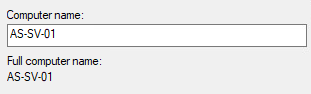 Computer name:
AS-SV-01
Full computer name:
AS-SV-01